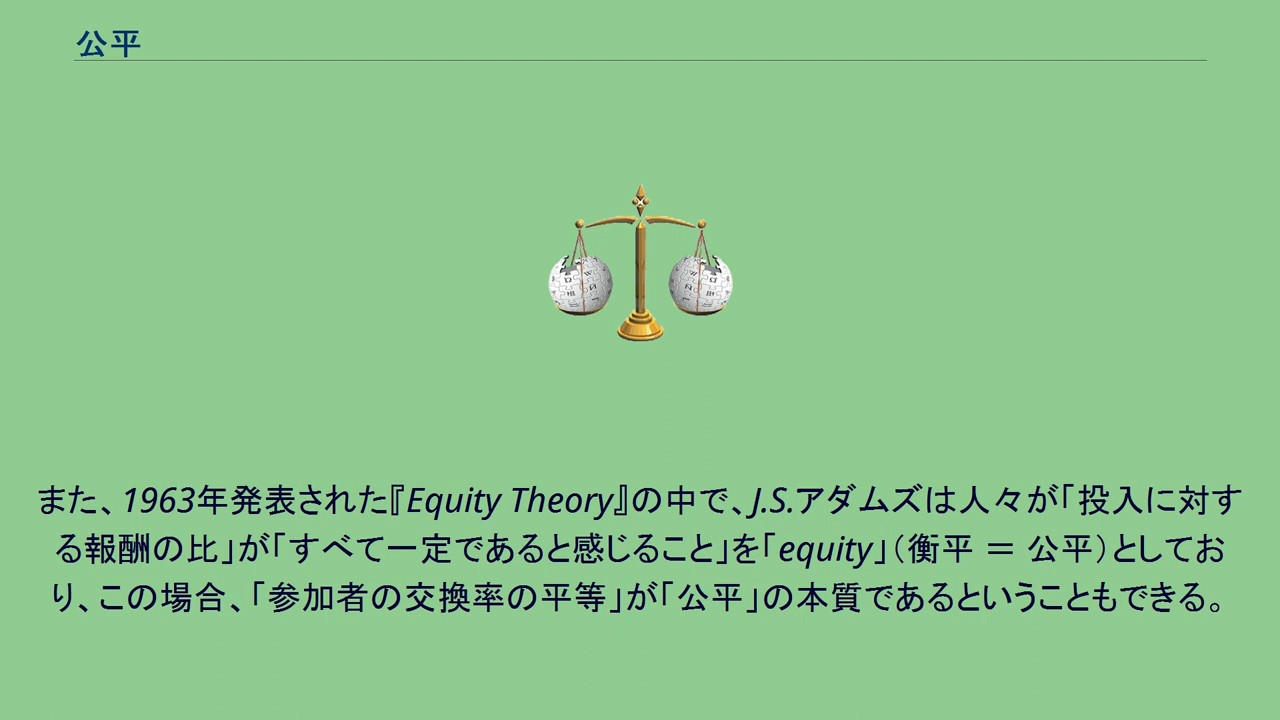 公平
また、1963年発表された『Equity Theory』の中で、J.S.アダムズは人々が「投入に対す
る報酬の比」が「すべて一定であると感じること」を「equity」（衡平 ＝ 公平）としてお
り、この場合、「参加者の交換率の平等」が「公平」の本質であるということもできる。